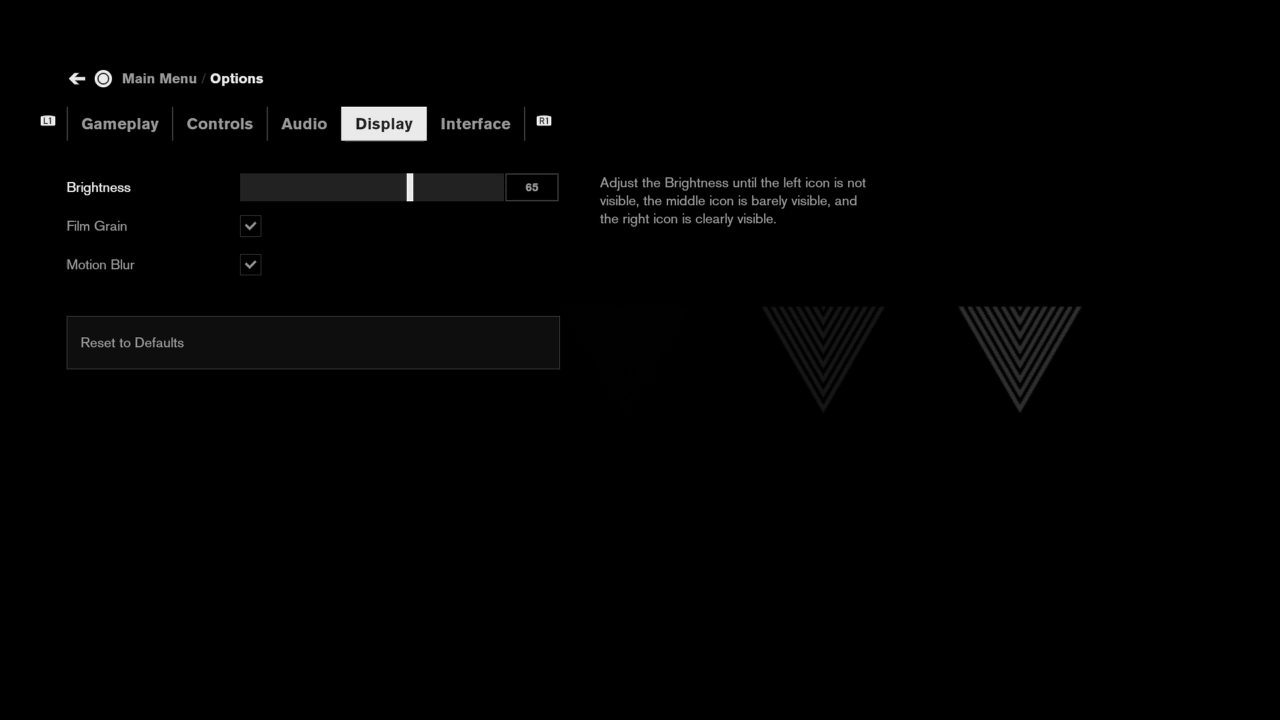 Main Menu / Options
L1 Gameplay Controls Audio Display Interface R1
Brightness 65
Film Grain
Motion Blur
Reset to Defaults
Adjust the Brightness until the left icon is not
visible, the middle icon is barely visible, and
the right icon is clearly visible.